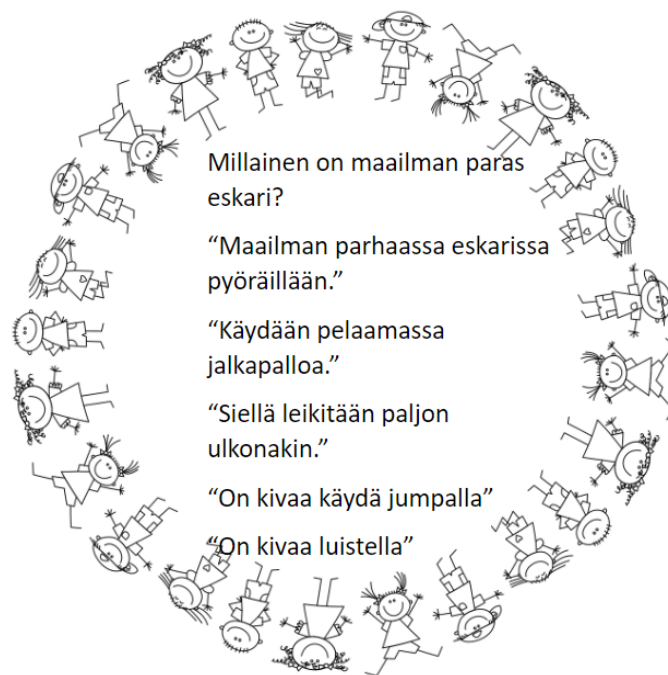 Millainen on maailman paras
eskari?
“Maailman parhaassa eskarissa
pyöräillään.”
“Käydään pelaamassa
jalkapalloa.”
“Siellä leikitään paljon
ulkonakin.”
“On kivaa käydä jumpalla”
“On kivaa luistella”